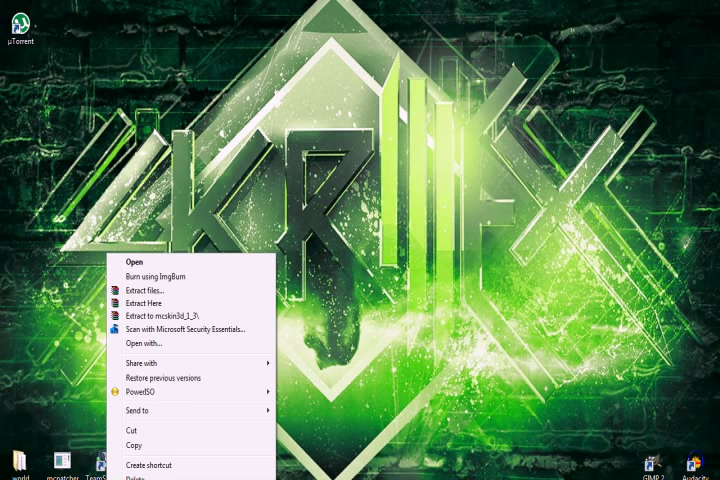 µTorrent
SKRILLEX
Open
Burn using ImgBurn
Extract files...
Extract Here
Extract to mcskin3d_1_3\
Scan with Microsoft Security Essentials...
Open with...
Share with
Restore previous versions
PowerISO
Send to
Cut
Copy
Create shortcut
Delete
world
mcpatcher
TeamS
GIMP 2
Audacity